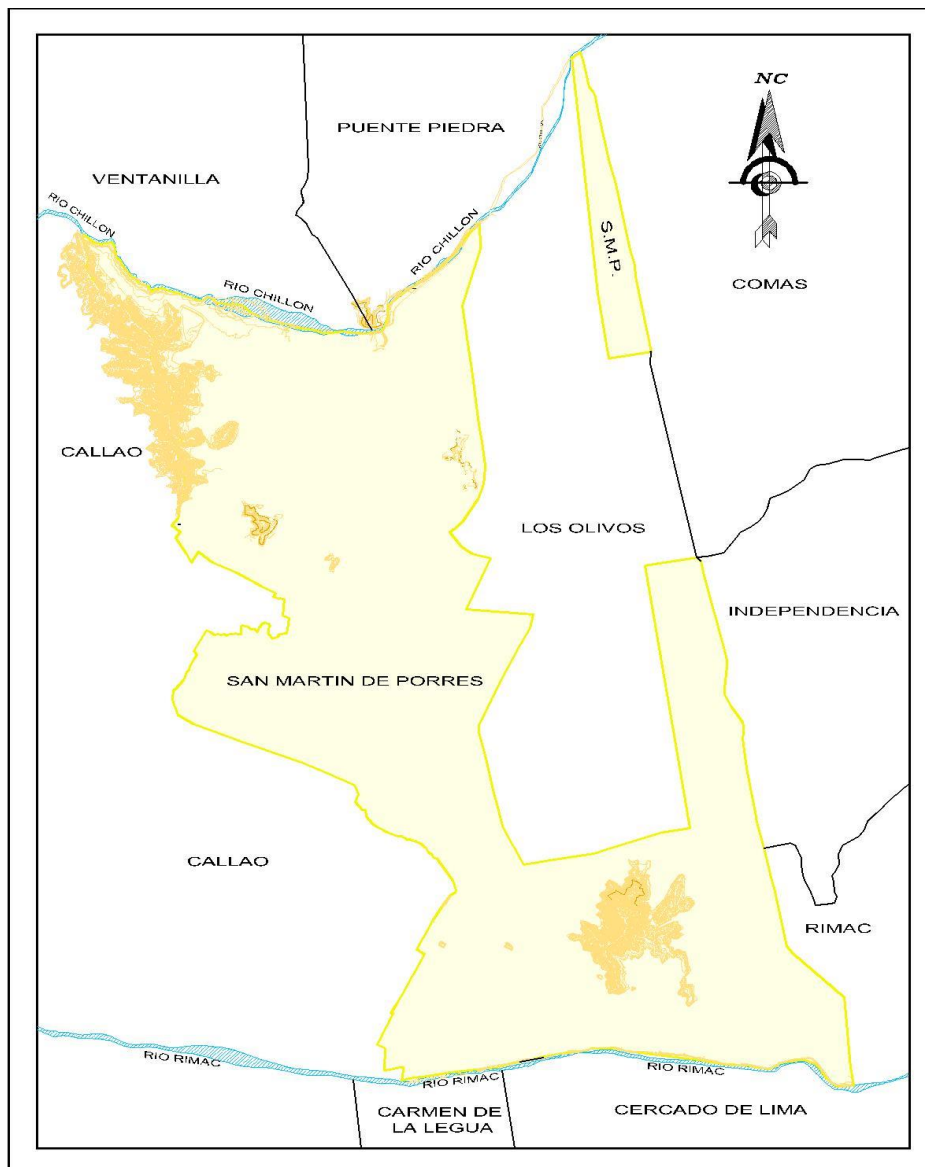 NC
PUENTE PIEDRA
VENTANILLA
RIO CHILLON
RIO CHILLON
RIO CHILLON
S.M.P.
COMAS
CALLAO
LOS OLIVOS
INDEPENDENCIA
SAN MARTIN DE PORRES
CALLAO
RIMAC
RIO RIMAC
RIO RIMAC
RIO RIMAC
CARMEN DE
LA LEGUA
CERCADO DE LIMA